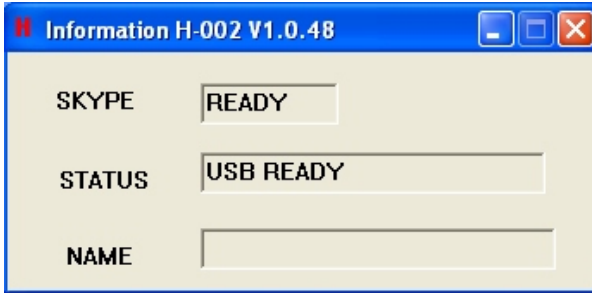 H Information H-002 V1.0.48
SKYPE READY
STATUS USB READY
NAME